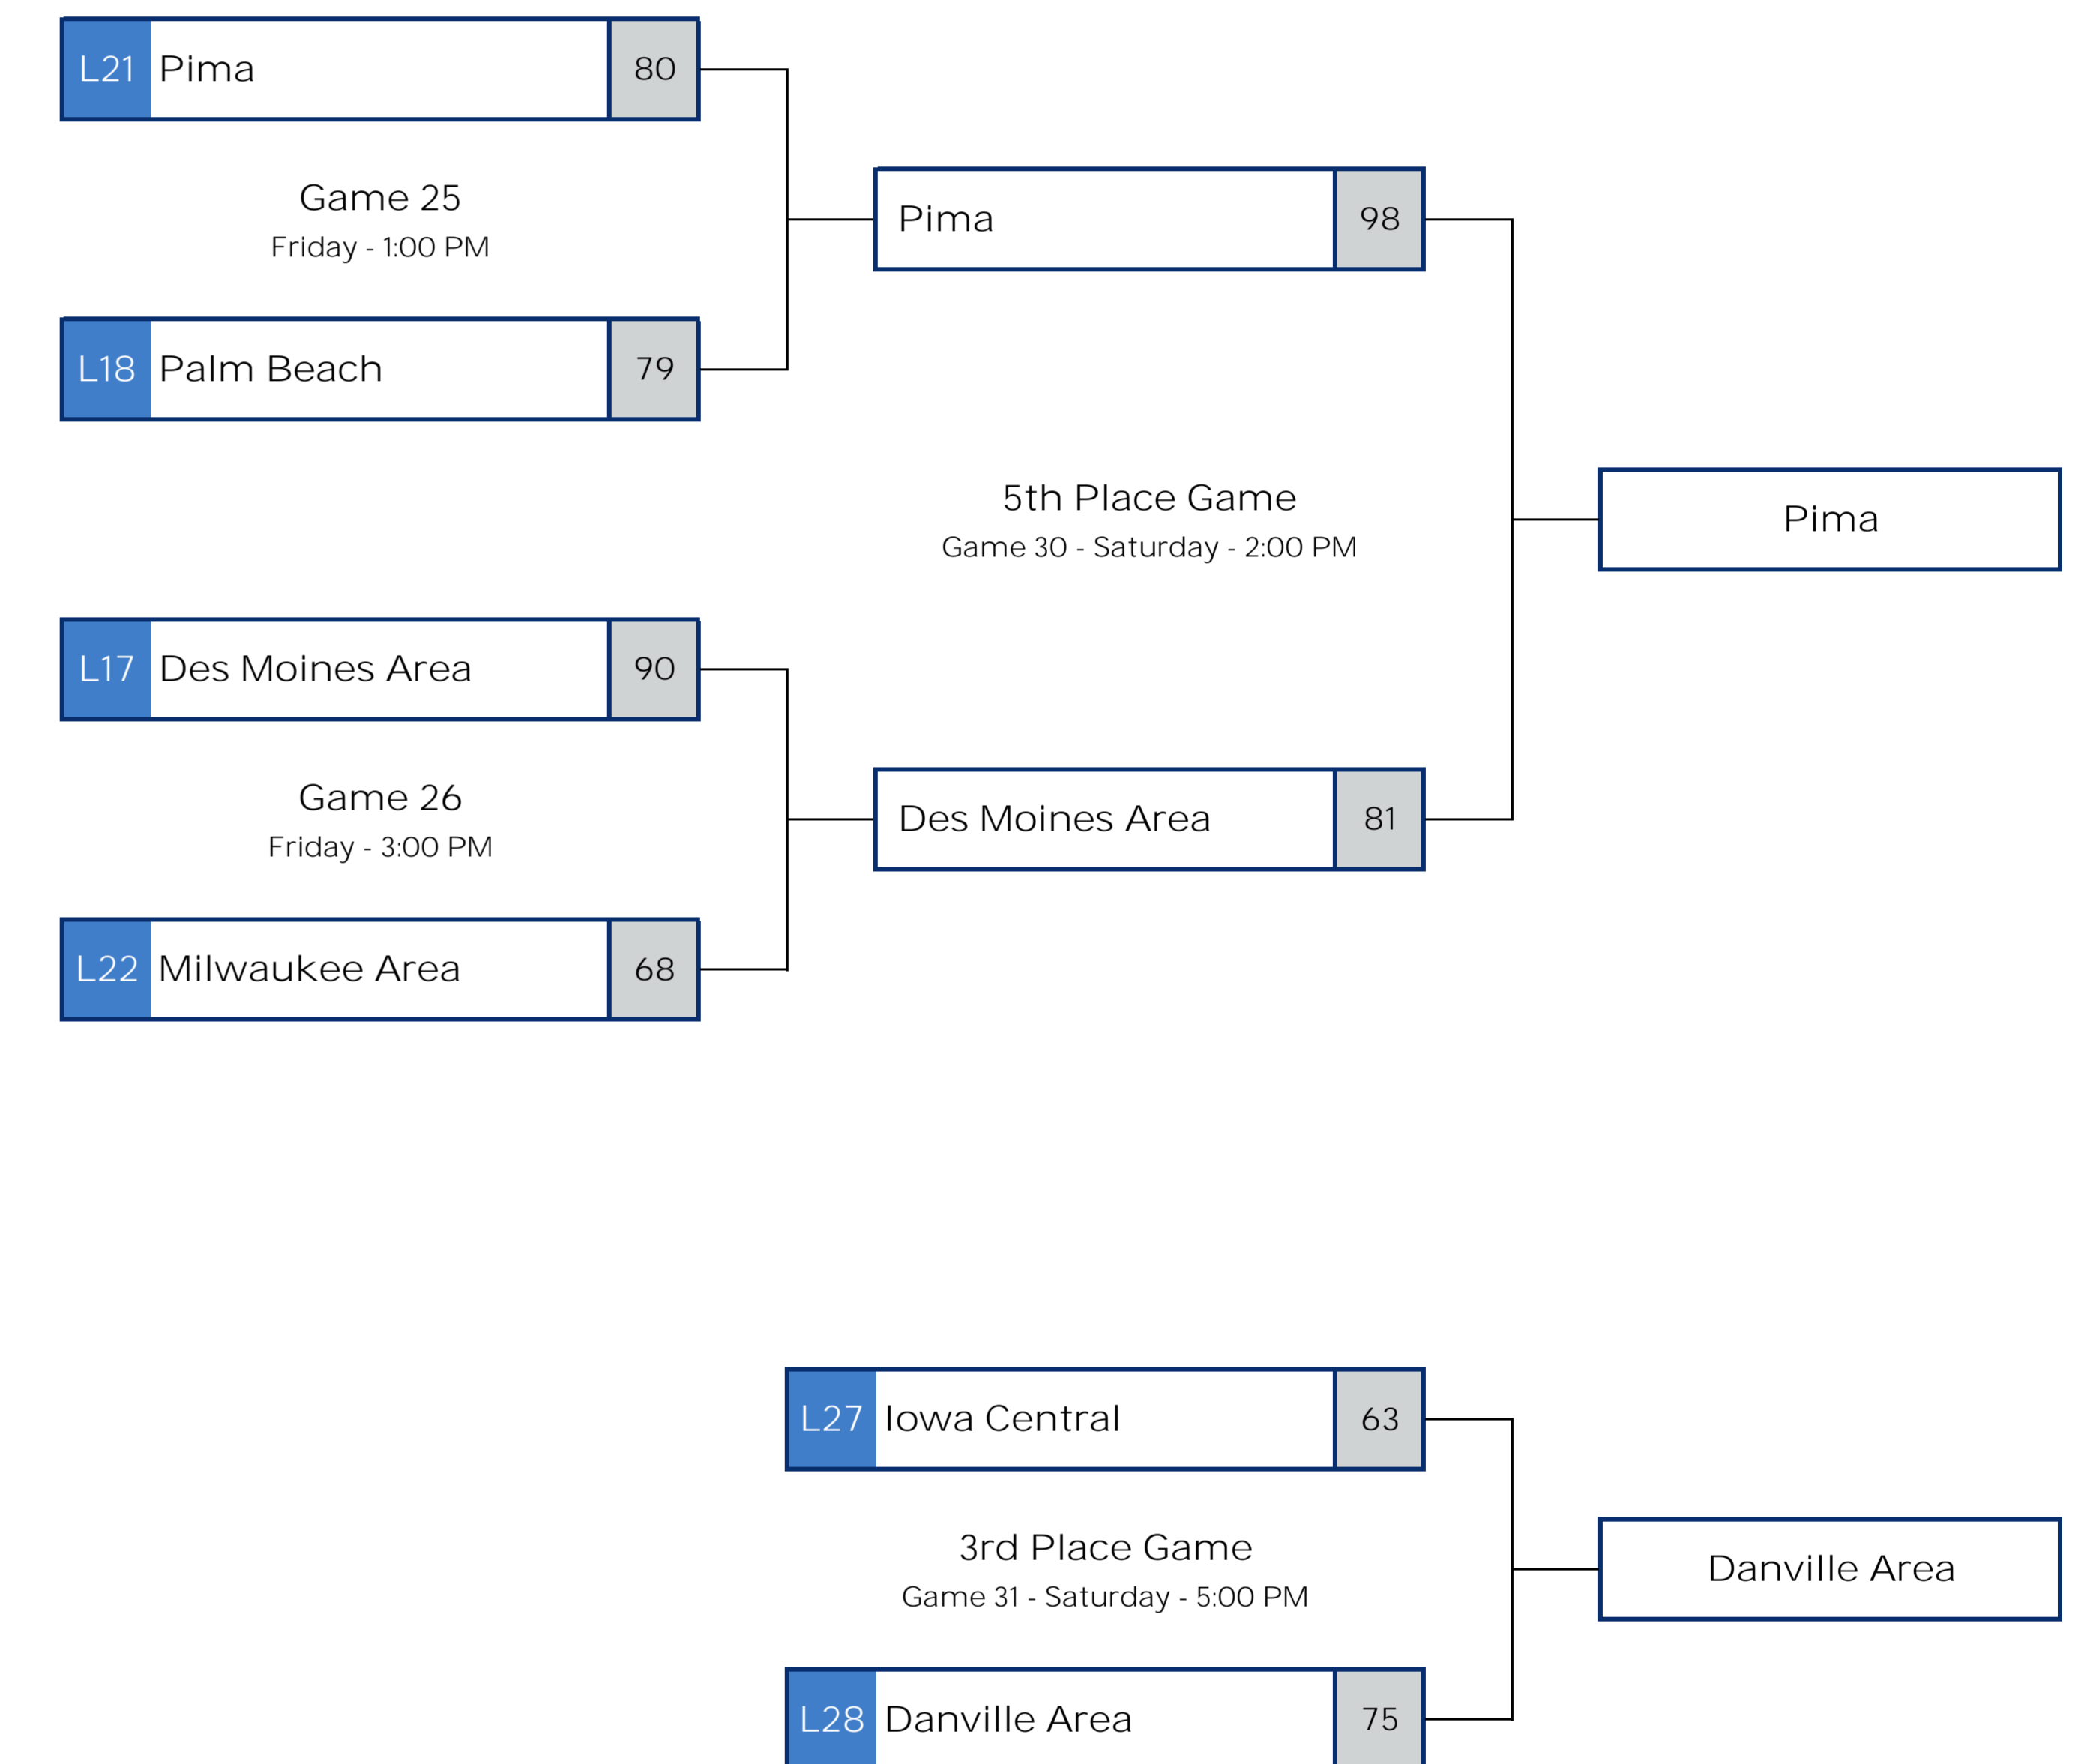 L21 Pima 80
Game 25
Friday - 1:00 PM
L18 Palm Beach 79
Pima 98
5th Place Game
Game 30 - Saturday - 2:00 PM
Pima
L17 Des Moines Area 90
Game 26
Friday - 3:00 PM
L22 Milwaukee Area 68
Des Moines Area 81
L27 Iowa Central 63
3rd Place Game
Game 31 - Saturday - 5:00 PM
Danville Area
L28 Danville Area 75